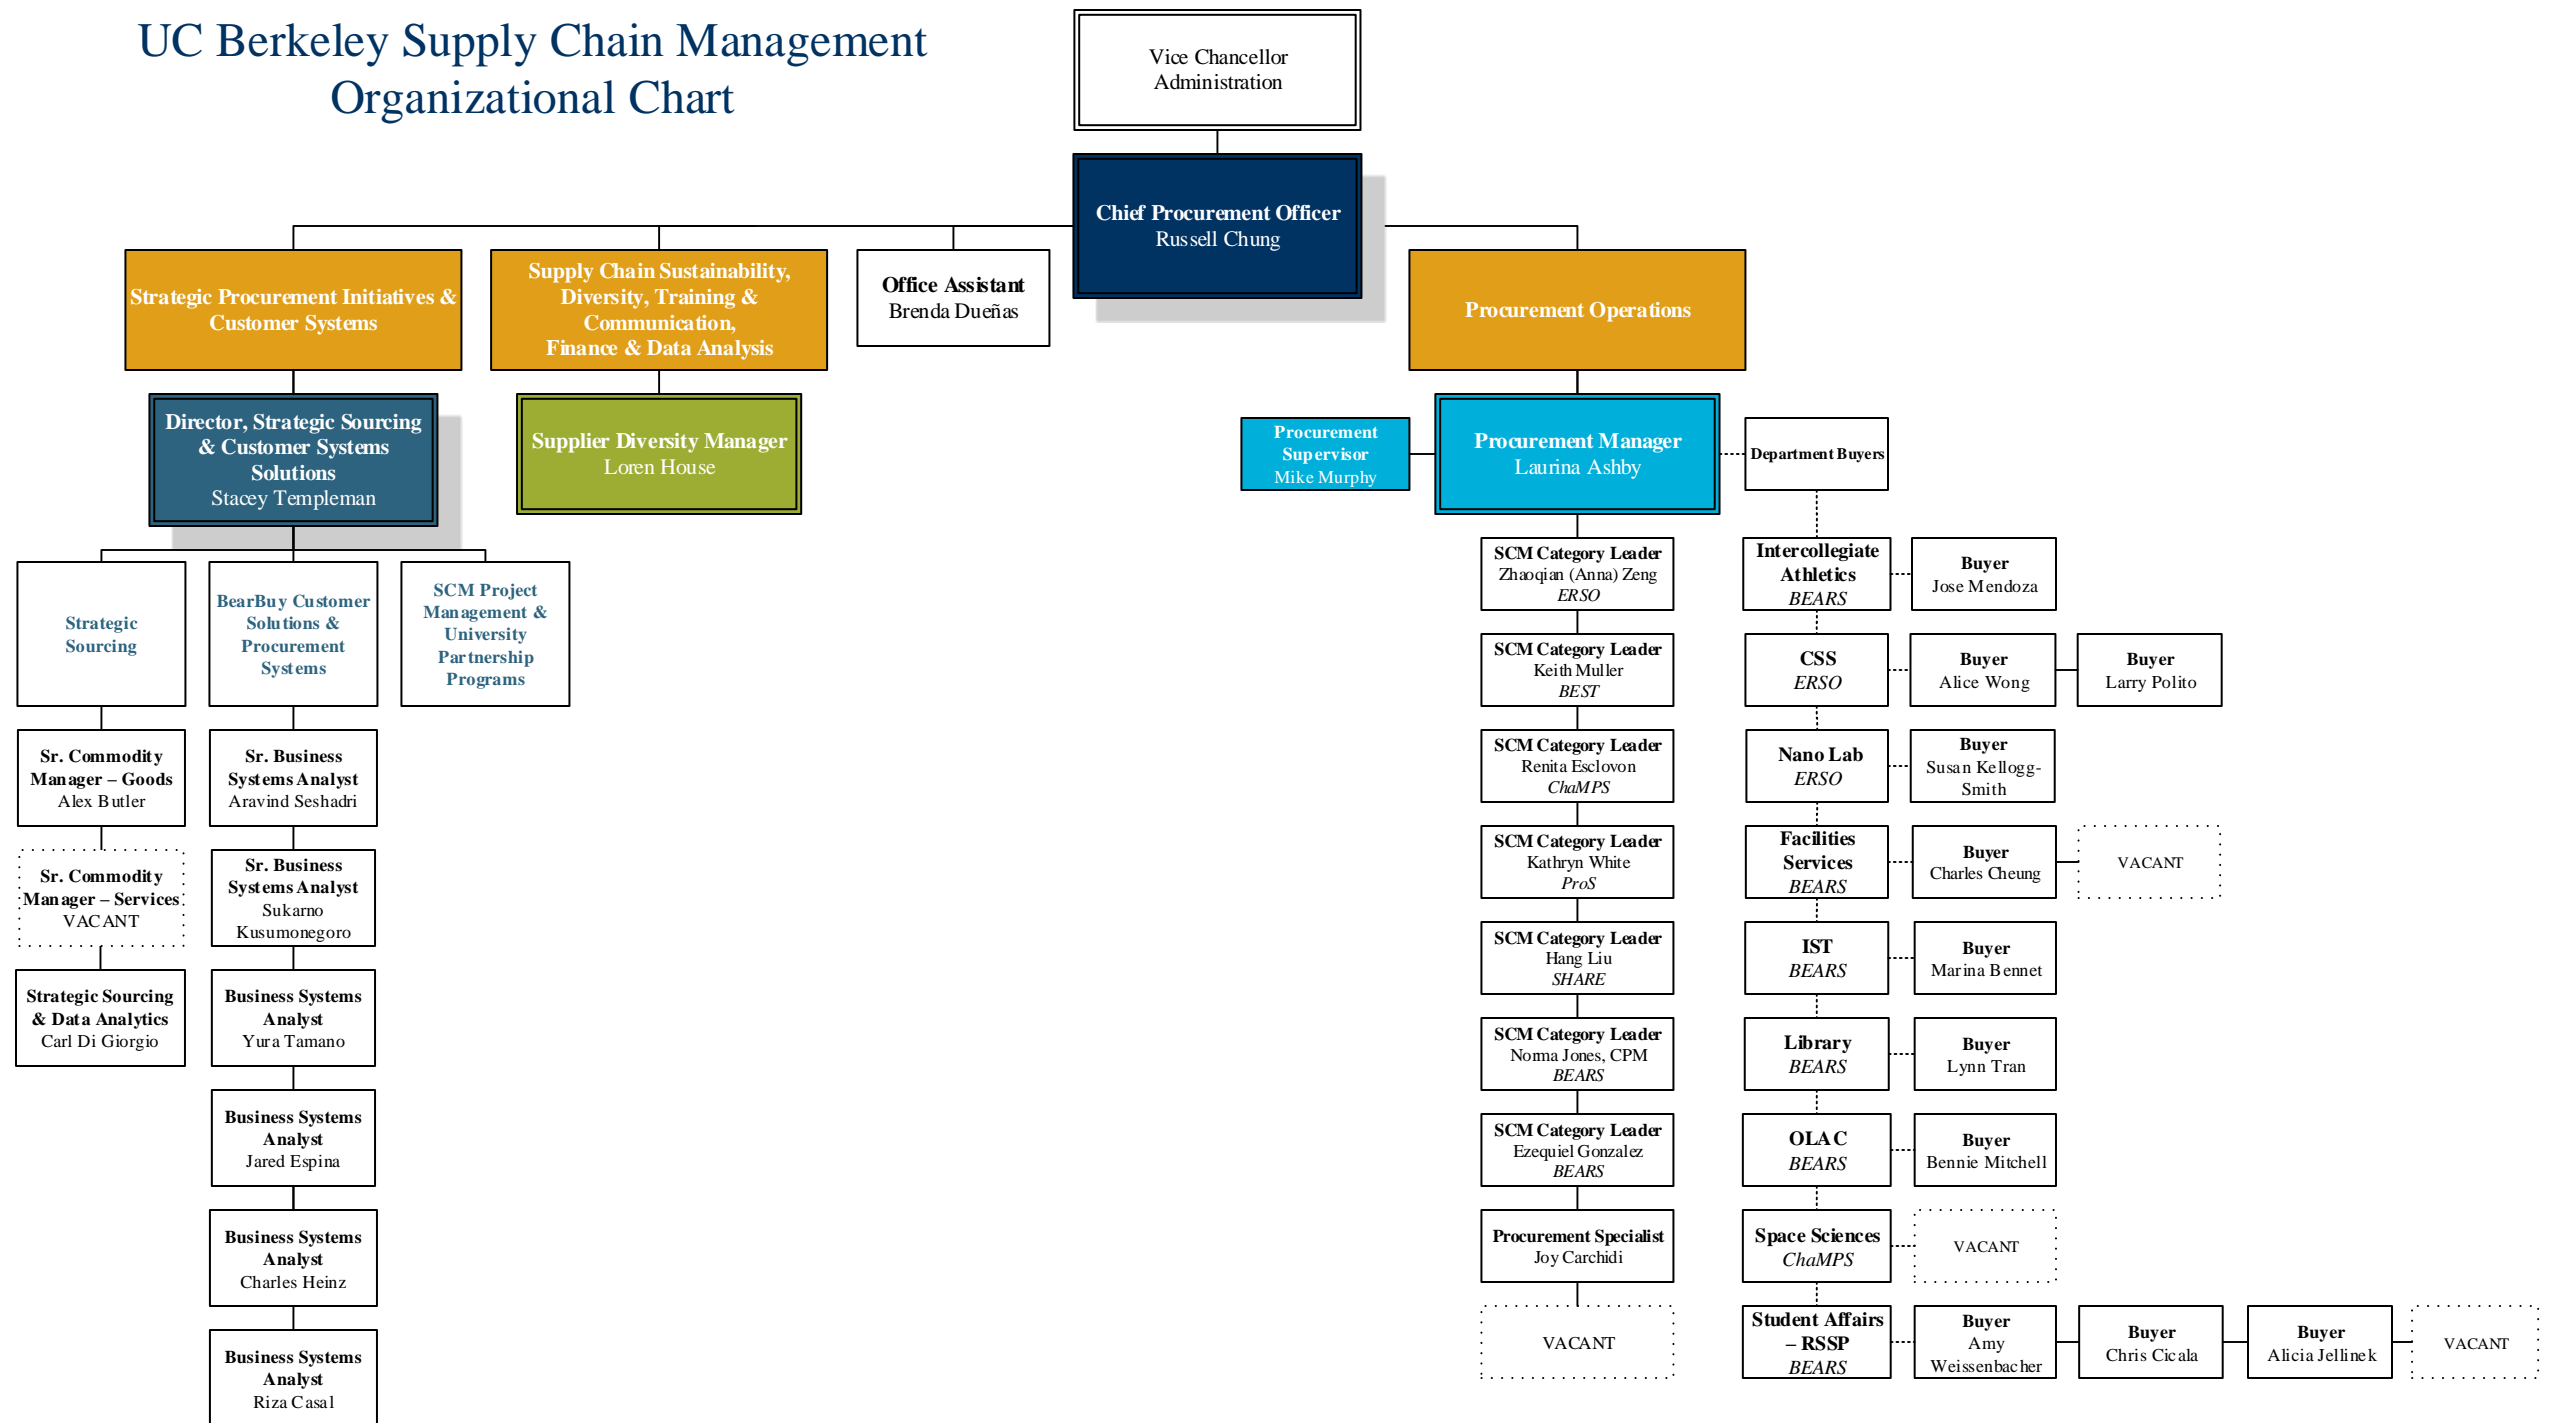 UC Berkeley Supply Chain Management
Organizational Chart
Vice Chancellor
Administration
Chief Procurement Officer
Russell Chung
Strategic Procurement Initiatives &
Customer Systems
Supply Chain Sustainability,
Diversity, Training &
Communication,
Finance & Data Analysis
Office Assistant
Brenda Dueñas
Procurement Operations
Director, Strategic Sourcing
& Customer Systems
Solutions
Stacey Templeman
Supplier Diversity Manager
Loren House
Procurement
Supervisor
Mike Murphy
Procurement Manager
Laurina Ashby
Department Buyers
Strategic
Sourcing
BearBuy Customer
Solutions &
Procurement
Systems
SCM Project
Management &
University
Partnership
Programs
Sr. Commodity
Manager – Goods
Alex Butler
Sr. Commodity
Manager – Services
VACANT
Strategic Sourcing
& Data Analytics
Carl Di Giorgio
Sr. Business
Systems Analyst
Aravind Seshadri
Sr. Business
Systems Analyst
Sukarno
Kusumonegoro
Business Systems
Analyst
Yura Tamano
Business Systems
Analyst
Jared Espina
Business Systems
Analyst
Charles Heinz
Business Systems
Analyst
Riza Casal
SCM Category Leader
Zhaoqian (Anna) Zeng
ERSO
SCM Category Leader
Keith Muller
BEST
SCM Category Leader
Renita Esclovon
ChaMPS
SCM Category Leader
Kathryn White
ProS
SCM Category Leader
Hang Liu
SHARE
SCM Category Leader
Norma Jones, CPM
BEARS
SCM Category Leader
Ezequiel Gonzalez
BEARS
Procurement Specialist
Joy Carchidi
VACANT
Intercollegiate
Athletics
BEARS
Buyer
Jose Mendoza
CSS
ERSO
Buyer
Alice Wong
Buyer
Larry Polito
Nano Lab
ERSO
Buyer
Susan Kellogg-
Smith
Facilities
Services
BEARS
Buyer
Charles Cheung
VACANT
IST
BEARS
Buyer
Marina Bennet
Library
BEARS
Buyer
Lynn Tran
OLAC
BEARS
Buyer
Bennie Mitchell
Space Sciences
ChaMPS
VACANT
Student Affairs
– RSSP
BEARS
Buyer
Amy
Weissenbacher
Buyer
Chris Cicala
Buyer
Alicia Jellinek
VACANT